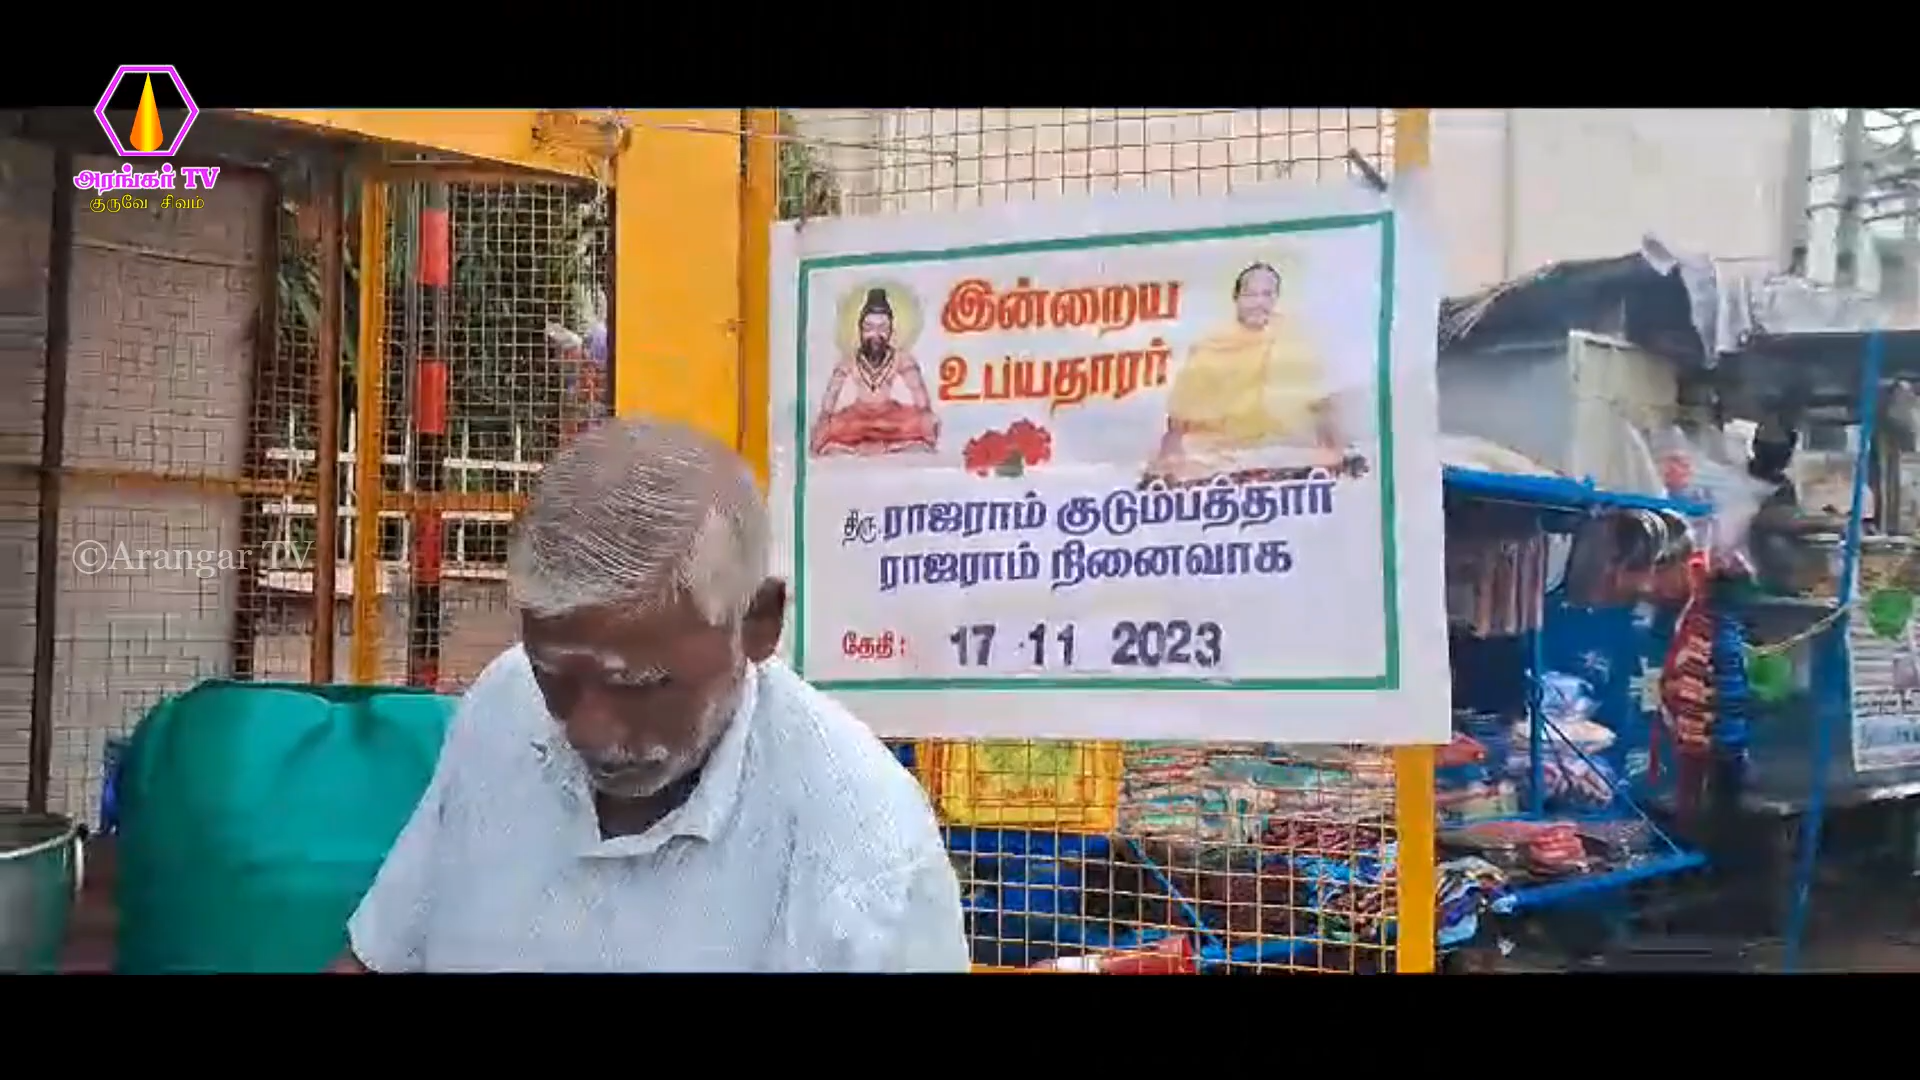 அரங்கர் TV
குருவே சிவம்
©Arangar TV
இன்றைய
உபயதாரர்
திரு ராஜராம் குடும்பத்தார்
ராஜராம் நினைவாக
தேதி: 17 · 11 2023